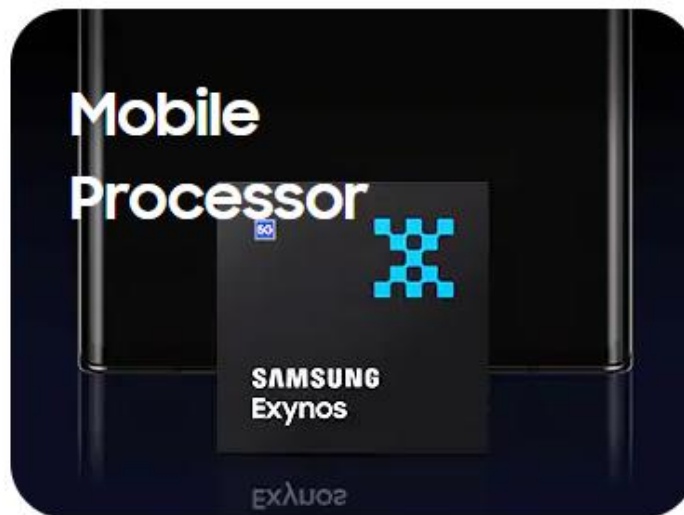 Mobile
Processor
5G
SAMSUNG
Exynos
Exynos